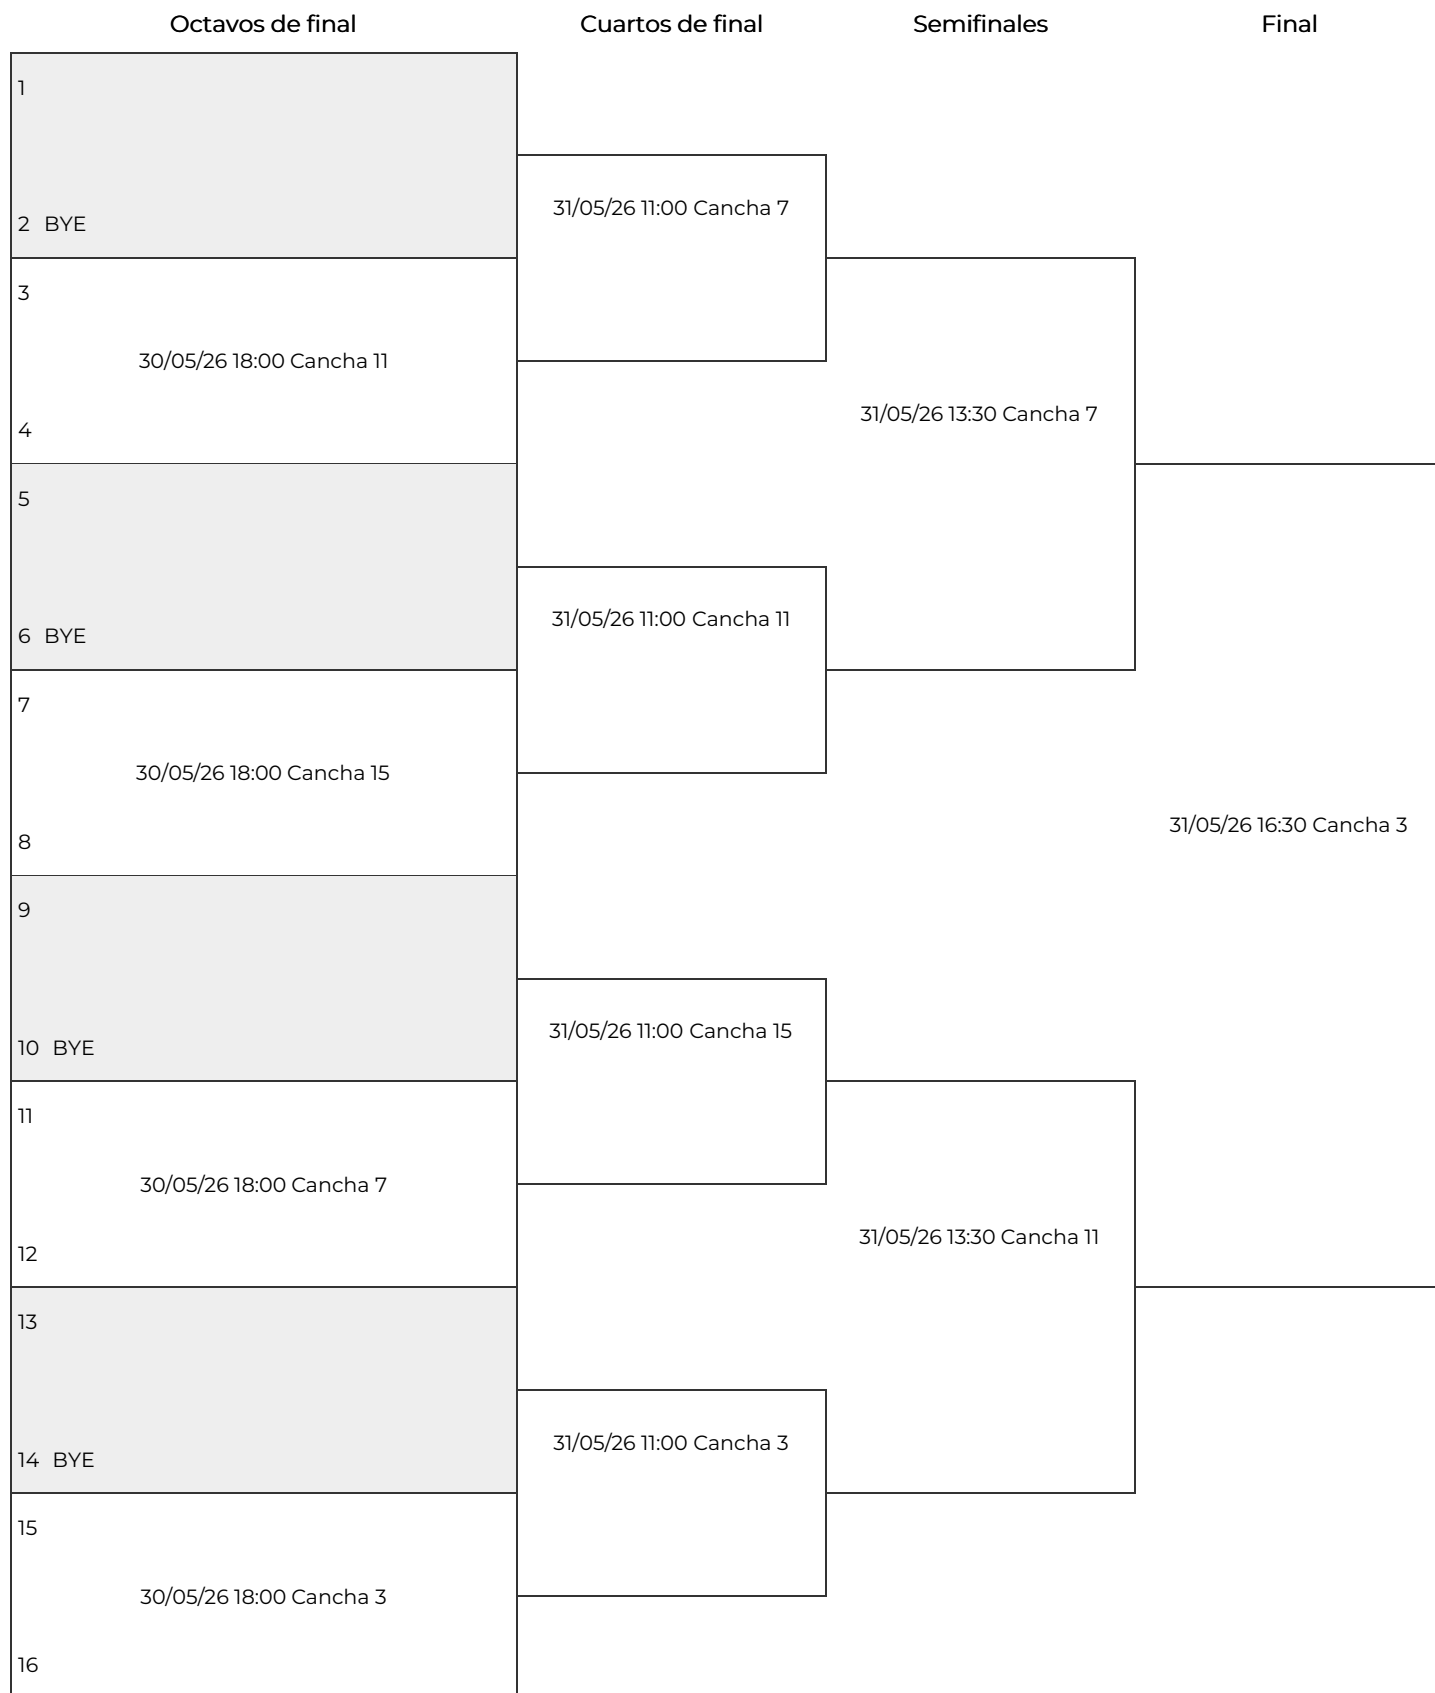 Octavos de final
Cuartos de final
Semifinales
Final
1
2 BYE
3
30/05/26 18:00 Cancha 11
4
5
6 BYE
7
30/05/26 18:00 Cancha 15
8
9
10 BYE
11
30/05/26 18:00 Cancha 7
12
13
14 BYE
15
30/05/26 18:00 Cancha 3
16
31/05/26 11:00 Cancha 7
31/05/26 11:00 Cancha 11
31/05/26 11:00 Cancha 15
31/05/26 11:00 Cancha 3
31/05/26 13:30 Cancha 7
31/05/26 13:30 Cancha 11
31/05/26 16:30 Cancha 3